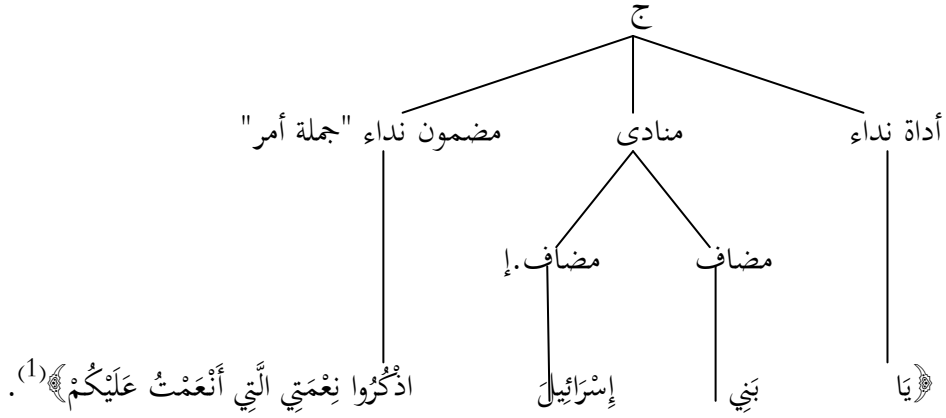 ج
أداة نداء منادى مضمون نداء "جملة أمر"
مضاف مضاف.إ
﴿يَا بَنِي إِسْرَائِيلَ اذْكُرُوا نِعْمَتِي الَّتِي أَنْعَمْتُ عَلَيْكُمْ﴾(1).